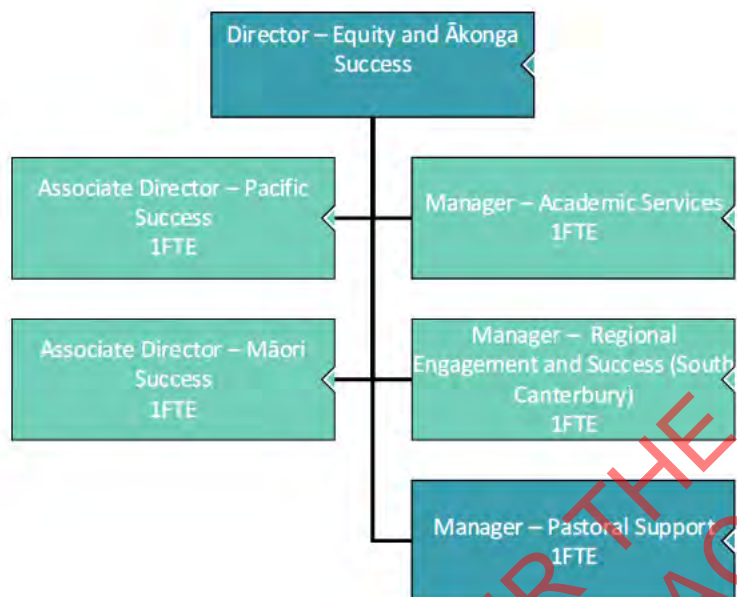 Director – Equity and Ākonga
Success
Associate Director – Pacific
Success
1FTE
Manager – Academic Services
1FTE
Associate Director – Māori
Success
1FTE
Manager – Regional
Engagement and Success (South
Canterbury)
1FTE
Manager – Pastoral Support
1FTE
THE